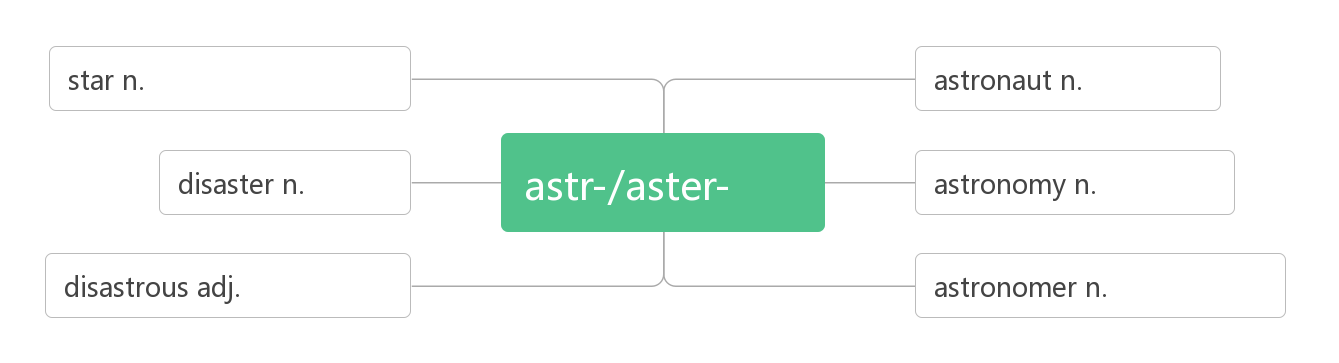 star n.
disaster n.
disastrous adj.
astr-/aster-
astronaut n.
astronomy n.
astronomer n.